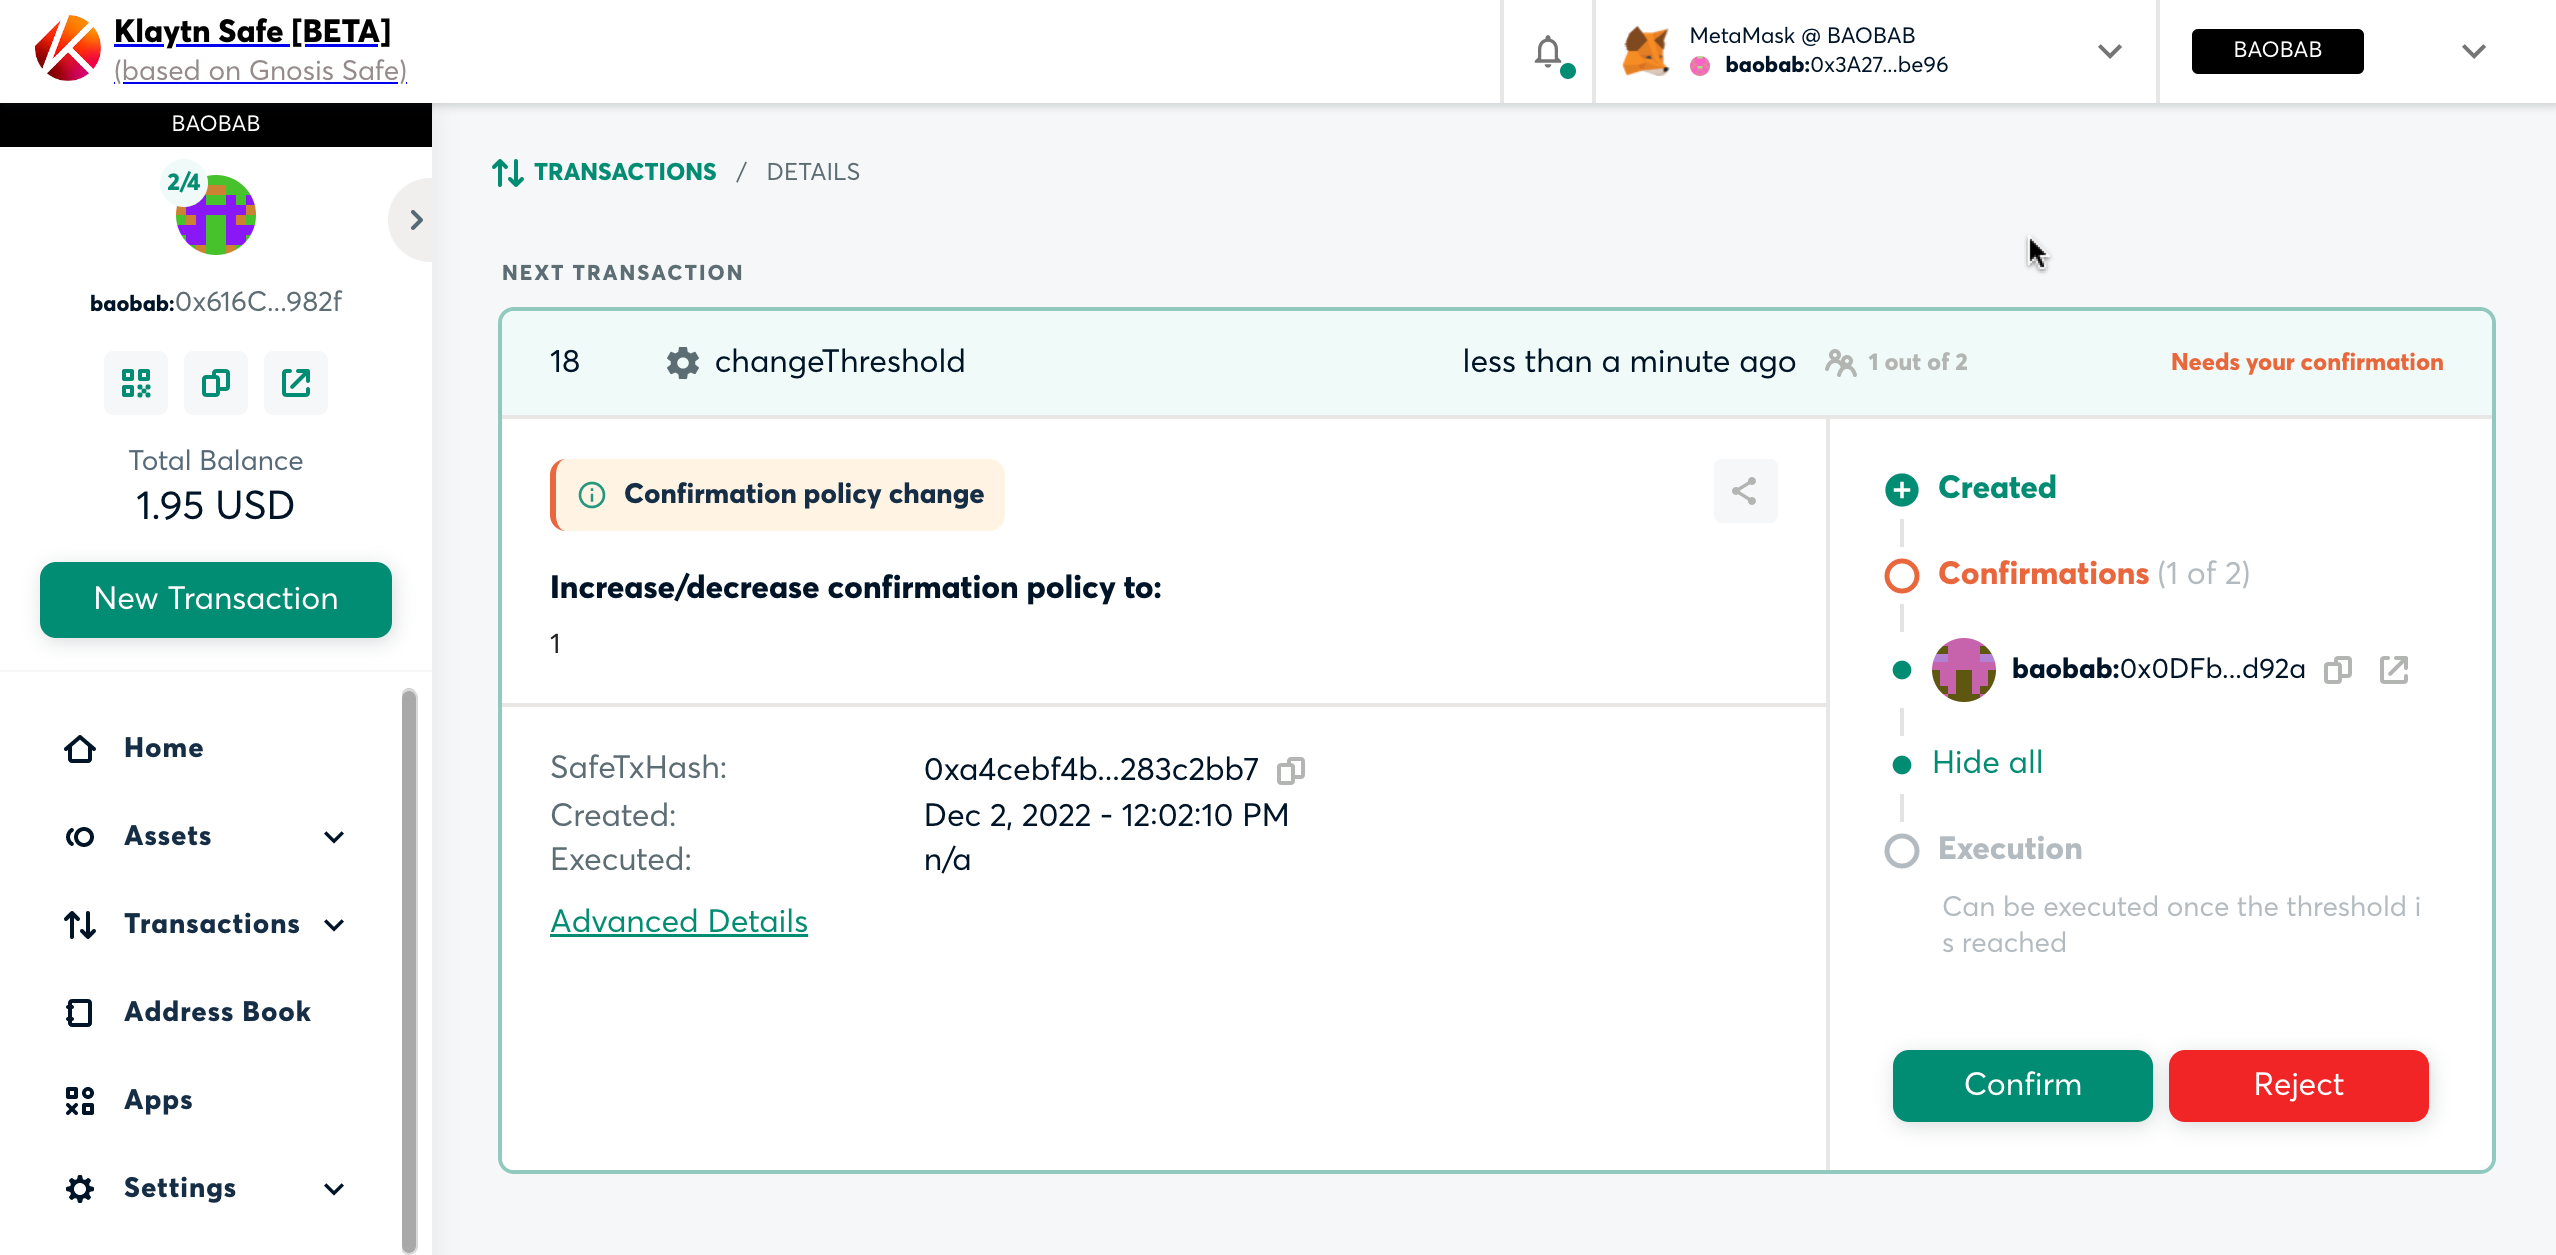 Klaytn Safe [BETA]
(based on Gnosis Safe)
MetaMask @ BAOBAB
baobab:0x3A27...be96
BAOBAB
BAOBAB
2/4
baobab:0x616C...982f
Total Balance
1.95 USD
New Transaction
Home
Assets
Transactions
Address Book
Apps
Settings
TRANSACTIONS / DETAILS
NEXT TRANSACTION
18 changeThreshold less than a minute ago 1 out of 2 Needs your confirmation
Confirmation policy change
Increase/decrease confirmation policy to:
1
SafeTxHash: 0xa4cebf4b...283c2bb7
Created: Dec 2, 2022 - 12:02:10 PM
Executed: n/a
Advanced Details
Created
Confirmations (1 of 2)
baobab:0x0DFb...d92a
Hide all
Execution
Can be executed once the threshold i
s reached
Confirm Reject